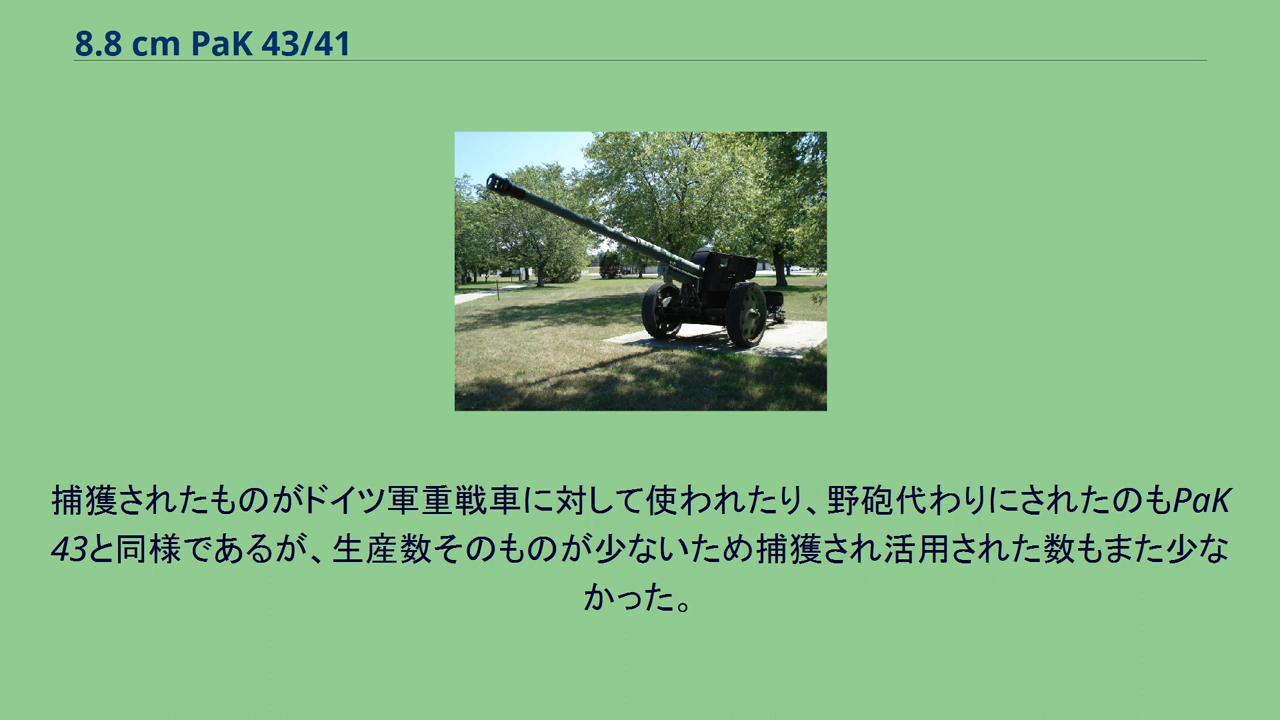 8.8 cm PaK 43/41
捕獲されたものがドイツ軍重戦車に対して使われたり、野砲代わりにされたのもPaK
43と同様であるが、生産数そのものが少ないため捕獲され活用された数もまた少な
かった。